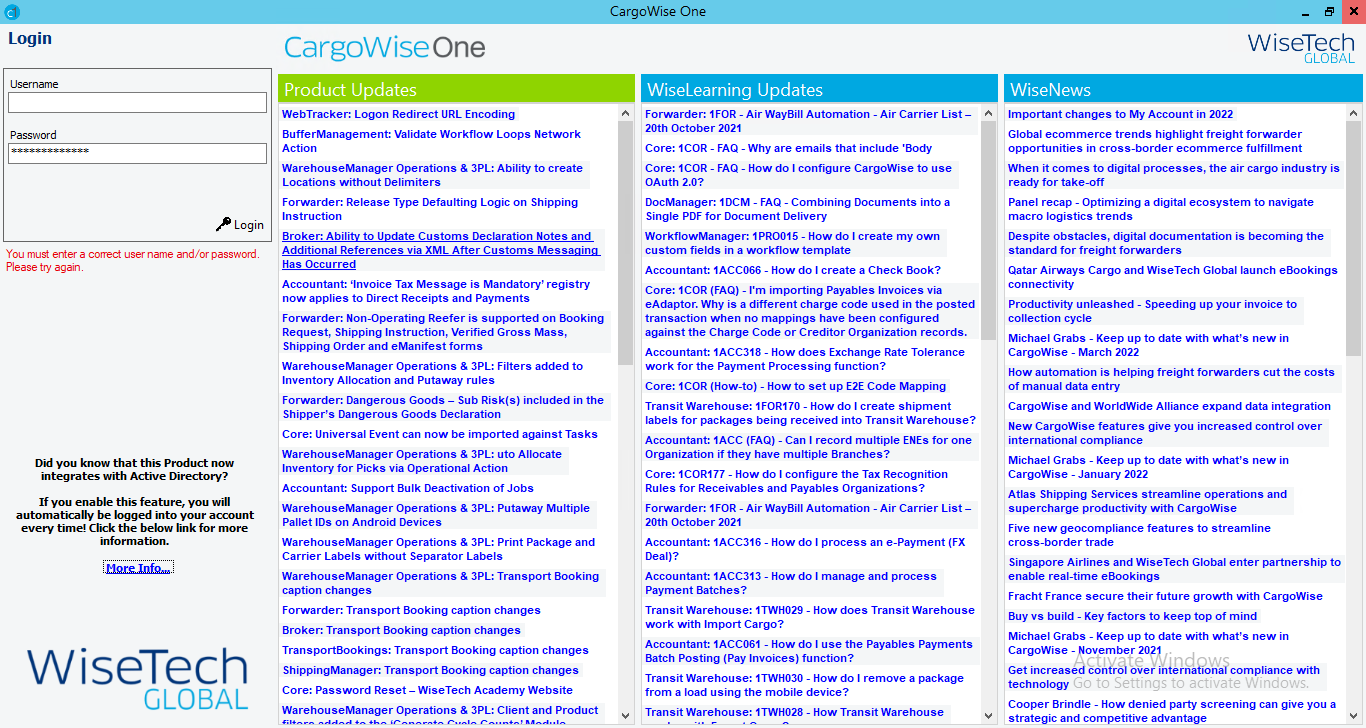 CargoWise One
Login
Username
Password
*************
Login
You must enter a correct user name and/or password.
Please try again.
Did you know that this Product now
integrates with Active Directory?
If you enable this feature, you will
automatically be logged into your account
every time! Click the below link for more
information.
More Info...
WiseTech
GLOBAL
CargoWiseOne
WiseTech
GLOBAL
Product Updates
WebTracker: Logon Redirect URL Encoding
BufferManagement: Validate Workflow Loops Network
Action
WarehouseManager Operations & 3PL: Ability to create
Locations without Delimiters
Forwarder: Release Type Defaulting Logic on Shipping
Instruction
Broker: Ability to Update Customs Declaration Notes and
Additional References via XML After Customs Messaging
Has Occurred
Accountant: ‘Invoice Tax Message is Mandatory’ registry
now applies to Direct Receipts and Payments
Forwarder: Non-Operating Reefer is supported on Booking
Request, Shipping Instruction, Verified Gross Mass,
Shipping Order and eManifest forms
WarehouseManager Operations & 3PL: Filters added to
Inventory Allocation and Putaway rules
Forwarder: Dangerous Goods – Sub Risk(s) included in the
Shipper’s Dangerous Goods Declaration
Core: Universal Event can now be imported against Tasks
WarehouseManager Operations & 3PL: uto Allocate
Inventory for Picks via Operational Action
Accountant: Support Bulk Deactivation of Jobs
WarehouseManager Operations & 3PL: Putaway Multiple
Pallet IDs on Android Devices
WarehouseManager Operations & 3PL: Print Package and
Carrier Labels without Separator Labels
WarehouseManager Operations & 3PL: Transport Booking
caption changes
Forwarder: Transport Booking caption changes
Broker: Transport Booking caption changes
TransportBookings: Transport Booking caption changes
ShippingManager: Transport Booking caption changes
Core: Password Reset – WiseTech Academy Website
WarehouseManager Operations & 3PL: Client and Product
filters added to the ‘Generate Cycle Counts’ Module
WiseLearning Updates
Forwarder: 1FOR - Air WayBill Automation - Air Carrier List –
20th October 2021
Core: 1COR - FAQ - Why are emails that include 'Body
Core: 1COR - FAQ - How do I configure CargoWise to use
OAuth 2.0?
DocManager: 1DCM - FAQ - Combining Documents into a
Single PDF for Document Delivery
WorkflowManager: 1PRO015 - How do I create my own
custom fields in a workflow template
Accountant: 1ACC066 - How do I create a Check Book?
Core: 1COR (FAQ) - I'm importing Payables Invoices via
eAdaptor. Why is a different charge code used in the posted
transaction when no mappings have been configured
against the Charge Code or Creditor Organization records.
Accountant: 1ACC318 - How does Exchange Rate Tolerance
work for the Payment Processing function?
Core: 1COR (How-to) - How to set up E2E Code Mapping
Transit Warehouse: 1FOR170 - How do I create shipment
labels for packages being received into Transit Warehouse?
Accountant: 1ACC (FAQ) - Can I record multiple ENEs for one
Organization if they have multiple Branches?
Core: 1COR177 - How do I configure the Tax Recognition
Rules for Receivables and Payables Organizations?
Forwarder: 1FOR - Air WayBill Automation - Air Carrier List –
20th October 2021
Accountant: 1ACC316 - How do I process an e-Payment (FX
Deal)?
Accountant: 1ACC313 - How do I manage and process
Payment Batches?
Transit Warehouse: 1TWH029 - How does Transit Warehouse
work with Import Cargo?
Accountant: 1ACC061 - How do I use the Payables Payments
Batch Posting (Pay Invoices) function?
Transit Warehouse: 1TWH030 - How do I remove a package
from a load using the mobile device?
Transit Warehouse: 1TWH028 - How Transit Warehouse
WiseNews
Important changes to My Account in 2022
Global ecommerce trends highlight freight forwarder
opportunities in cross-border ecommerce fulfillment
When it comes to digital processes, the air cargo industry is
ready for take-off
Panel recap - Optimizing a digital ecosystem to navigate
macro logistics trends
Despite obstacles, digital documentation is becoming the
standard for freight forwarders
Qatar Airways Cargo and WiseTech Global launch eBookings
connectivity
Productivity unleashed - Speeding up your invoice to
collection cycle
Michael Grabs - Keep up to date with what's new in
CargoWise - March 2022
How automation is helping freight forwarders cut the costs
of manual data entry
CargoWise and WorldWide Alliance expand data integration
New CargoWise features give you increased control over
international compliance
Michael Grabs - Keep up to date with what's new in
CargoWise - January 2022
Atlas Shipping Services streamline operations and
supercharge productivity with CargoWise
Five new geocompliance features to streamline
cross-border trade
Singapore Airlines and WiseTech Global enter partnership to
enable real-time eBookings
Fracht France secure their future growth with CargoWise
Buy vs build - Key factors to keep top of mind
Michael Grabs - Keep up to date with what's new in
CargoWise - November 2021
Get increased control over international compliance with
technology
Cooper Brindle - How denied party screening can give you a
strategic and competitive advantage
Activate Windows
Go to Settings to activate Windows.